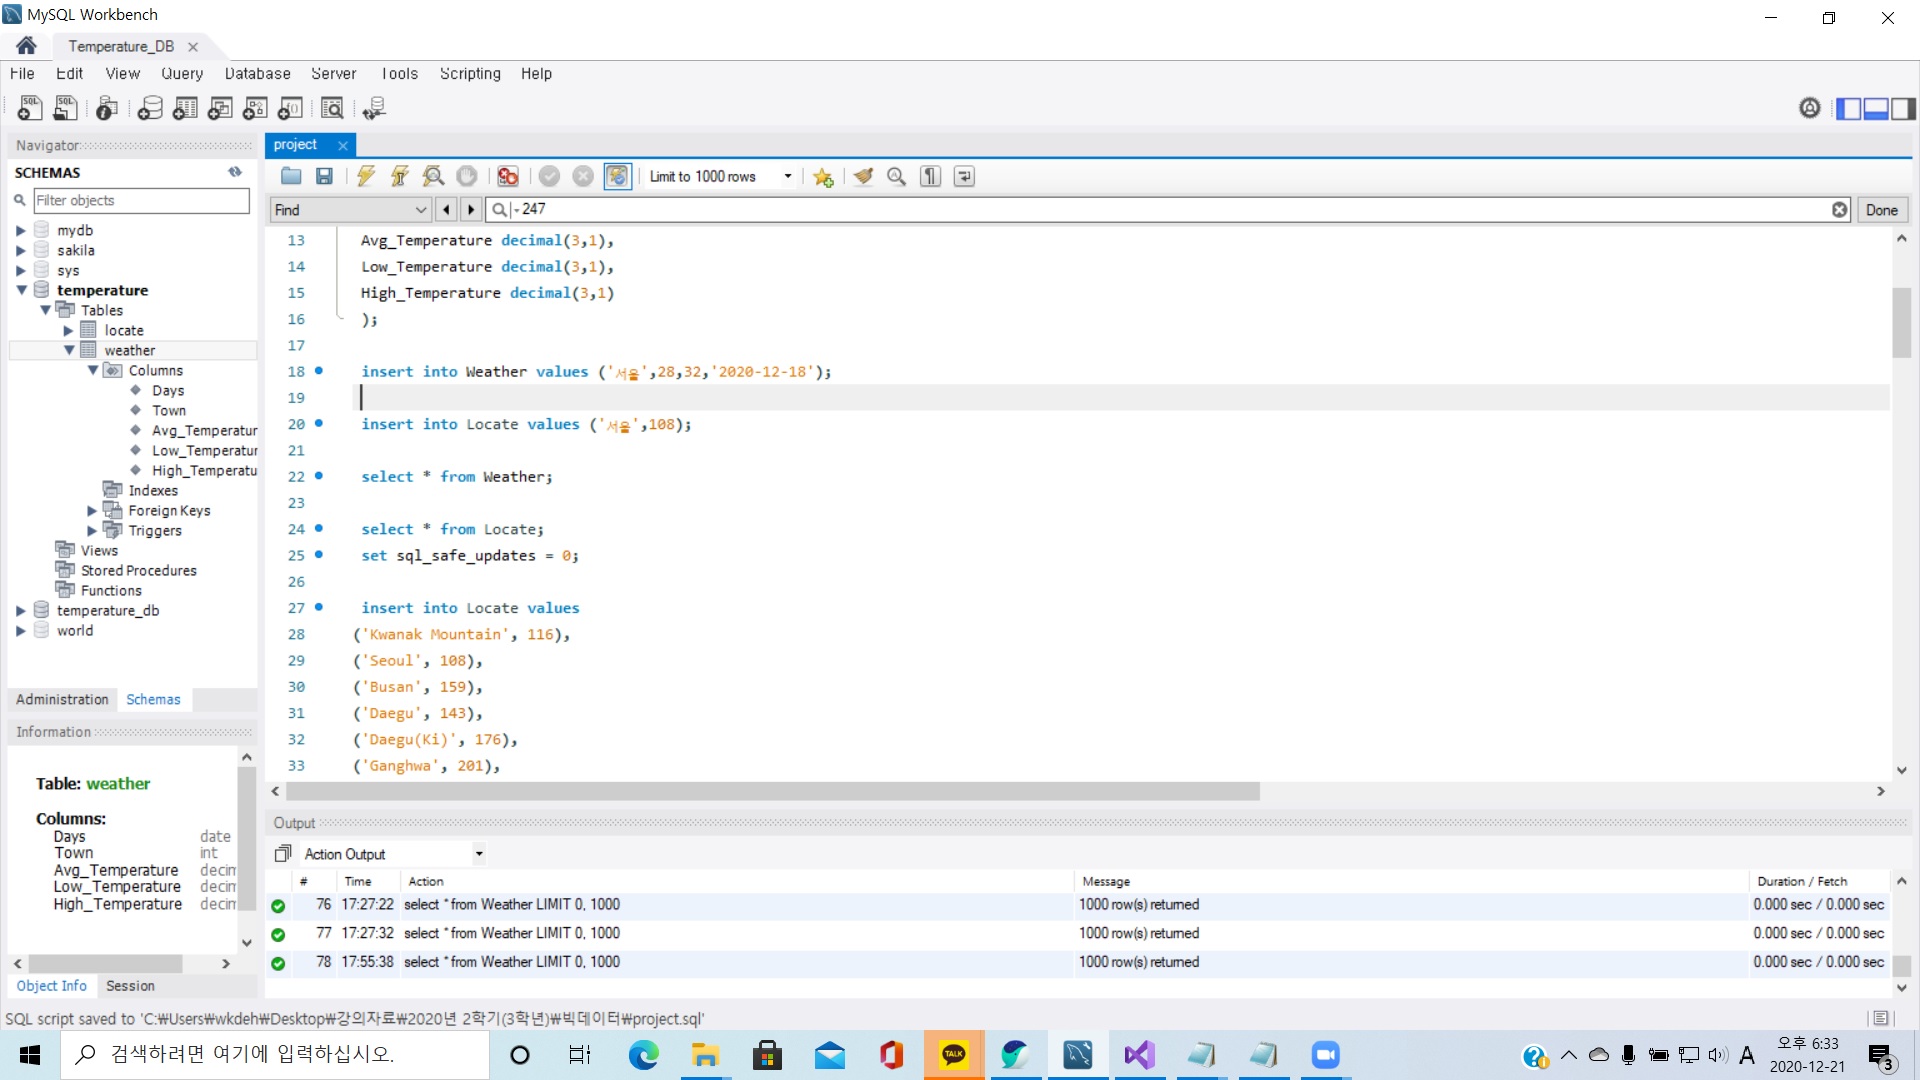 MySQL Workbench
Temperature_DB
File Edit View Query Database Server Tools Scripting Help
Navigator
project
SCHEMAS
Limit to 1000 rows
Filter objects
Find
-247
Done
mydb
sakila
sys
temperature
Tables
locate
weather
Columns
Days
Town
Avg_Temperatur
Low_Temperatur
High_Temperatu
Indexes
Foreign Keys
Triggers
Views
Stored Procedures
Functions
temperature_db
world
Administration Schemas
Information
Table: weather
Columns:
Days date
Town int
Avg_Temperature decim
Low_Temperature decim
High_Temperature decim
Object Info Session
13 Avg_Temperature decimal(3,1),
14 Low_Temperature decimal(3,1),
15 High_Temperature decimal(3,1)
16 );
17
18 insert into Weather values ('서울',28,32,'2020-12-18');
19
20 insert into Locate values ('서울',108);
21
22 select * from Weather;
23
24 select * from Locate;
25 set sql_safe_updates = 0;
26
27 insert into Locate values
28 ('Kwanak Mountain', 116),
29 ('Seoul', 108),
30 ('Busan', 159),
31 ('Daegu', 143),
32 ('Daegu(Ki)', 176),
33 ('Ganghwa', 201),
Output
Action Output
# Time Action Message Duration / Fetch
76 17:27:22 select * from Weather LIMIT 0, 1000 1000 row(s) returned 0.000 sec / 0.000 sec
77 17:27:32 select * from Weather LIMIT 0, 1000 1000 row(s) returned 0.000 sec / 0.000 sec
78 17:55:38 select * from Weather LIMIT 0, 1000 1000 row(s) returned 0.000 sec / 0.000 sec
SQL script saved to 'C:₩Users₩wkdeh₩Desktop₩강의자료₩2020년 2학기(3학년)₩빅데이터₩project.sql'
검색하려면 여기에 입력하십시오.
TALK
A
오후 6:33
2020-12-21
3